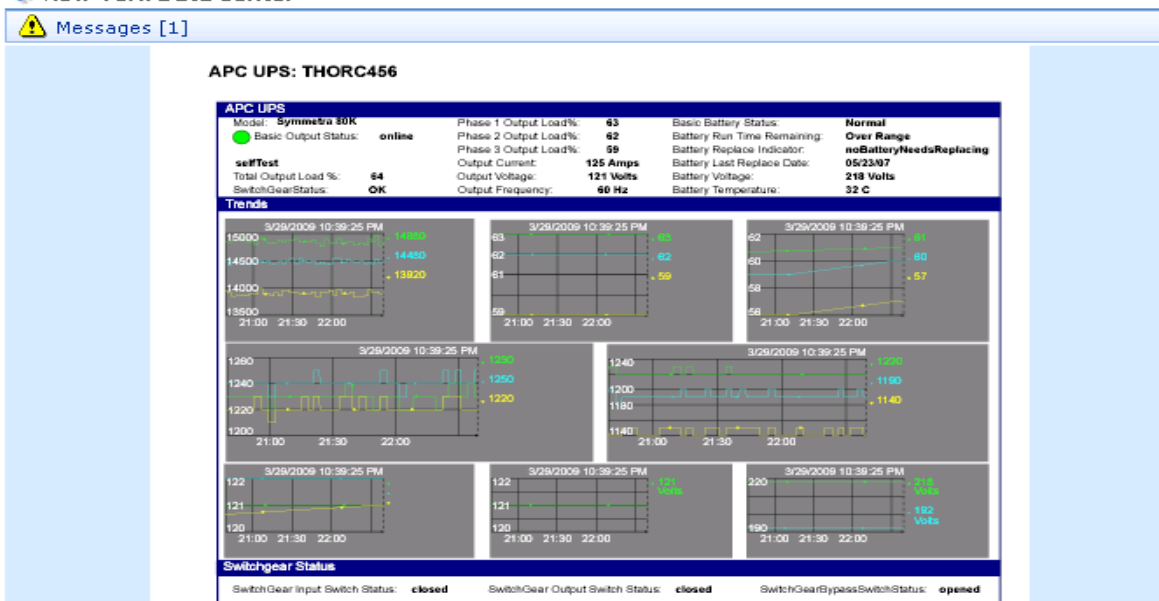 Messages [1]
APC UPS: THORC456
APC UPS
Model: Symmetra 80K Phase 1 Output Load%: 63 Basic Battery Status: Normal
Basic Output Status: online Phase 2 Output Load%: 62 Battery Run Time Remaining: Over Range
Phase 3 Output Load%: 59 Battery Replace Indicator: noBatteryNeedsReplacing
selfTest Output Current: 125 Amps Battery Last Replace Date: 05/23/07
Total Output Load %: 64 Output Voltage: 121 Volts Battery Voltage: 218 Volts
SwitchGearStatus: OK Output Frequency: 60 Hz Battery Temperature: 32 C
Trends
3/29/2009 10:39:25 PM
15000
14500
14000
13500
21:00 21:30 22:00
14480
13920
3/29/2009 10:39:25 PM
63
62
61
59
21:00 21:30 22:00
63
62
59
3/29/2009 10:39:25 PM
62
60
58
56
21:00 21:30 22:00
61
60
57
3/29/2009 10:39:25 PM
1260
1240
1220
1200
21:00 21:30 22:00
1250
1220
3/29/2009 10:39:25 PM
1240
1200
1180
1140
21:00 21:30 22:00
1190
1140
3/29/2009 10:39:25 PM
122
121
120
21:00 21:30 22:00
3/29/2009 10:39:25 PM
122
121
120
21:00 21:30 22:00
121
Volts
3/29/2009 10:39:25 PM
220
190
21:00 21:30 22:00
218
Volts
192
Volts
Switchgear Status
SwitchGear Input Switch Status: closed SwitchGear Output Switch Status: closed SwitchGearBypassSwitchStatus: opened